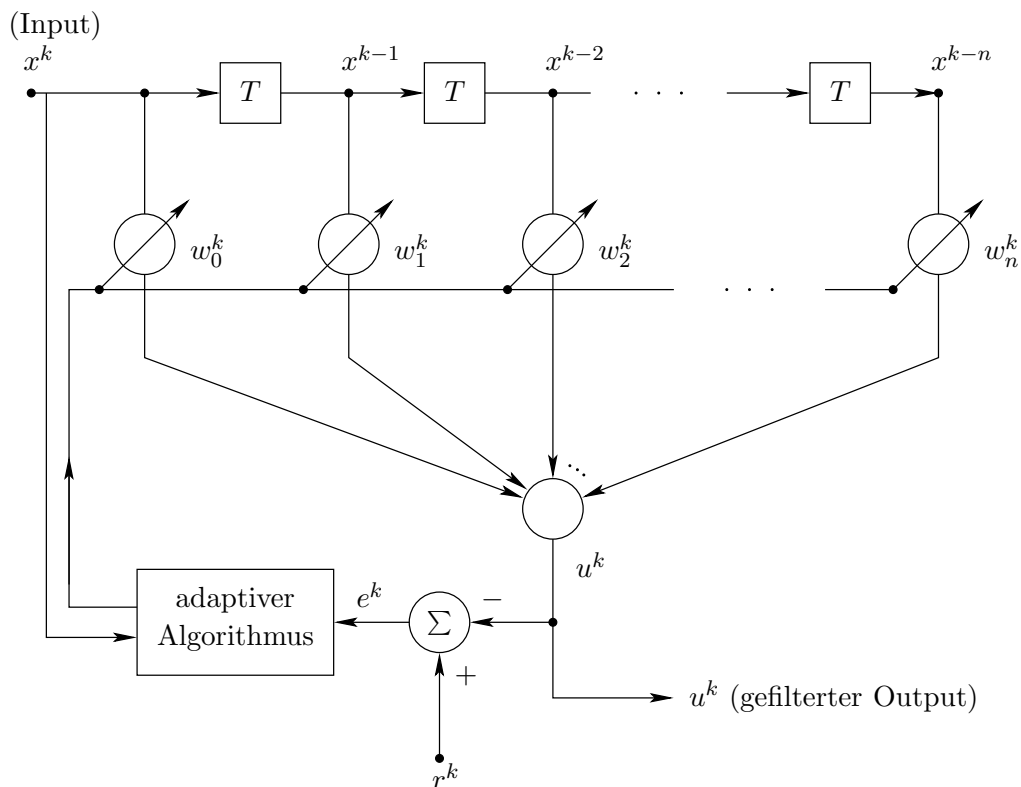 (Input)
x^k x^{k−1} x^{k−2} x^{k−n}
T T · · · T
w_0^k w_1^k w_2^k w_n^k
· · ·
...
u^k
adaptiver
Algorithmus
e^k
Σ
−
+
u^k (gefilterter Output)
r^k